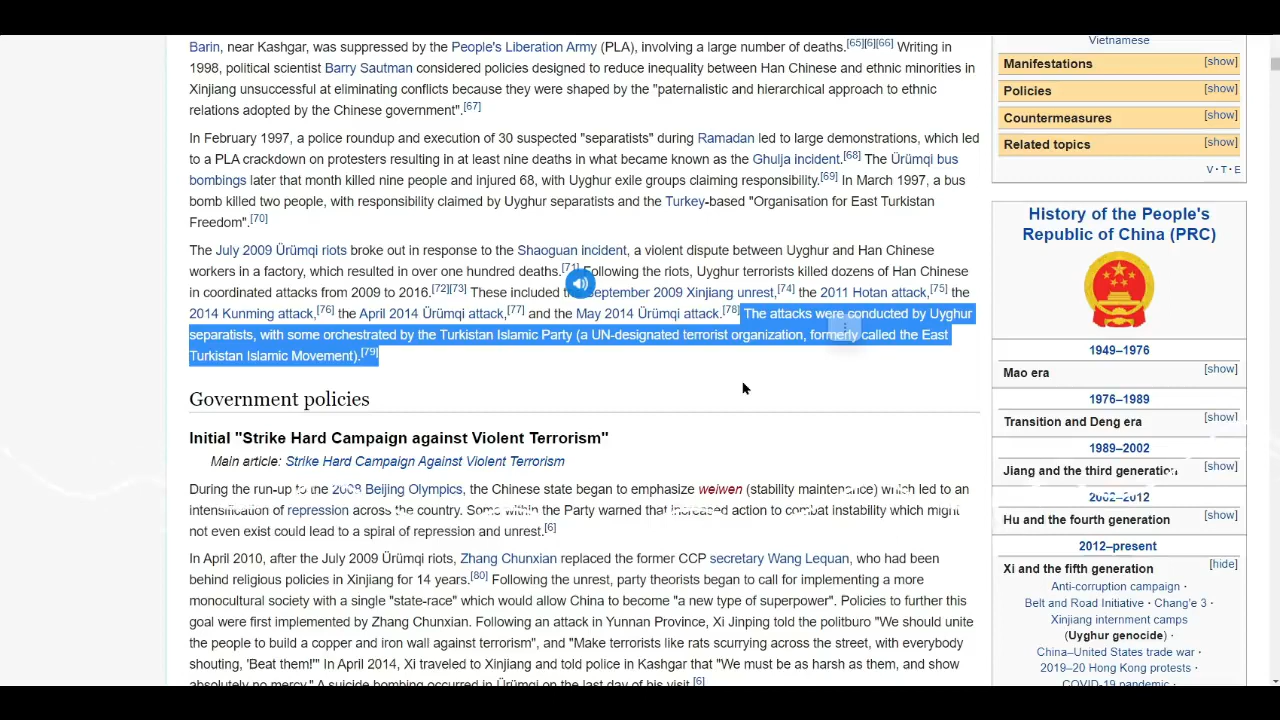 Barin, near Kashgar, was suppressed by the People's Liberation Army (PLA), involving a large number of deaths.[65][6][66] Writing in
1998, political scientist Barry Sautman considered policies designed to reduce inequality between Han Chinese and ethnic minorities in
Xinjiang unsuccessful at eliminating conflicts because they were shaped by the "paternalistic and hierarchical approach to ethnic
relations adopted by the Chinese government".[67]
In February 1997, a police roundup and execution of 30 suspected "separatists" during Ramadan led to large demonstrations, which led
to a PLA crackdown on protesters resulting in at least nine deaths in what became known as the Ghulja incident.[68] The Ürümqi bus
bombings later that month killed nine people and injured 68, with Uyghur exile groups claiming responsibility.[69] In March 1997, a bus
bomb killed two people, with responsibility claimed by Uyghur separatists and the Turkey-based "Organisation for East Turkistan
Freedom".[70]
The July 2009 Ürümqi riots broke out in response to the Shaoguan incident, a violent dispute between Uyghur and Han Chinese
workers in a factory, which resulted in over one hundred deaths.[71] Following the riots, Uyghur terrorists killed dozens of Han Chinese
in coordinated attacks from 2009 to 2016.[72][73] These included the September 2009 Xinjiang unrest,[74] the 2011 Hotan attack,[75] the
2014 Kunming attack,[76] the April 2014 Ürümqi attack,[77] and the May 2014 Ürümqi attack.[78] The attacks were conducted by Uyghur
separatists, with some orchestrated by the Turkistan Islamic Party (a UN-designated terrorist organization, formerly called the East
Turkistan Islamic Movement).[79]
Government policies
Initial "Strike Hard Campaign against Violent Terrorism"
Main article: Strike Hard Campaign Against Violent Terrorism
During the run-up to the 2008 Beijing Olympics, the Chinese state began to emphasize weiwen (stability maintenance) which led to an
intensification of repression across the country. Some within the Party warned that increased action to combat instability which might
not even exist could lead to a spiral of repression and unrest.[6]
In April 2010, after the July 2009 Ürümqi riots, Zhang Chunxian replaced the former CCP secretary Wang Lequan, who had been
behind religious policies in Xinjiang for 14 years.[80] Following the unrest, party theorists began to call for implementing a more
monocultural society with a single "state-race" which would allow China to become "a new type of superpower". Policies to further this
goal were first implemented by Zhang Chunxian. Following an attack in Yunnan Province, Xi Jinping told the politburo "We should unite
the people to build a copper and iron wall against terrorism", and "Make terrorists like rats scurrying across the street, with everybody
shouting, 'Beat them!'" In April 2014, Xi traveled to Xinjiang and told police in Kashgar that "We must be as harsh as them, and show
absolutely no mercy." A suicide bombing occurred in Ürümqi on the last day of his visit.[6]
Vietnamese
Manifestations [show]
Policies [show]
Countermeasures [show]
Related topics [show]
V · T · E
History of the People's
Republic of China (PRC)
1949–1976
Mao era [show]
1976–1989
Transition and Deng era [show]
1989–2002
Jiang and the third generation [show]
2002–2012
Hu and the fourth generation [show]
2012–present
Xi and the fifth generation [hide]
Anti-corruption campaign ·
Belt and Road Initiative · Chang'e 3 ·
Xinjiang internment camps
(Uyghur genocide) ·
China–United States trade war ·
2019–20 Hong Kong protests ·
COVID-19 pandemic ·